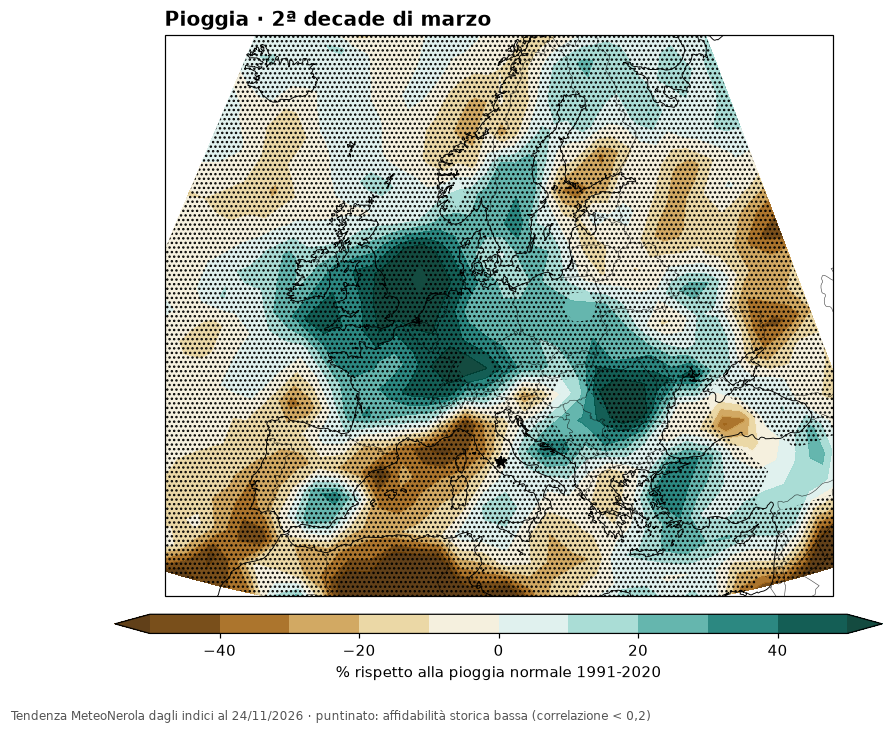 Pioggia · 2ª decade di marzo
−40 −20 0 20 40
% rispetto alla pioggia normale 1991-2020
Tendenza MeteoNerola dagli indici al 24/11/2026 · puntinato: affidabilità storica bassa (correlazione < 0,2)